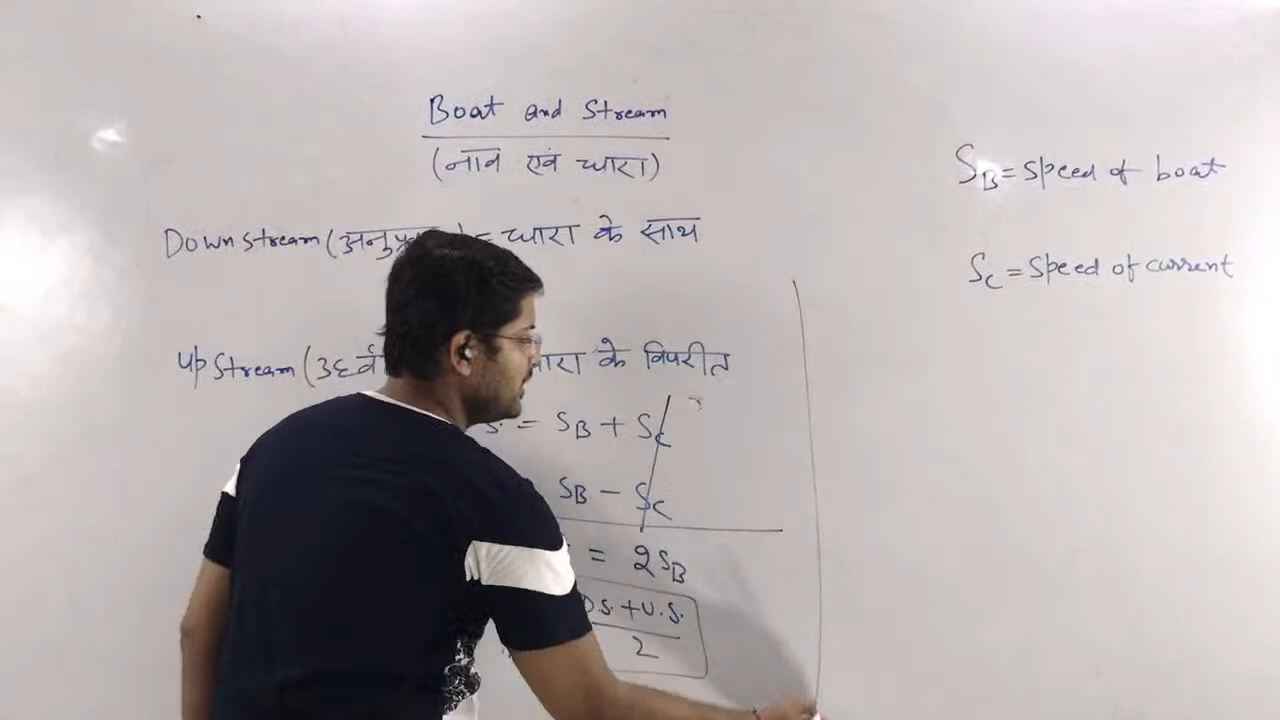 Boat and Stream
(नाव एवं धारा)
Down stream (अनुप्र = धारा के साथ
Up Stream (उर्ध्व धारा के विपरीत
S. = SB + SC
SB - SC
= 2SB
D.S. + U.S.
2
SB = Speed of boat
SC = Speed of current